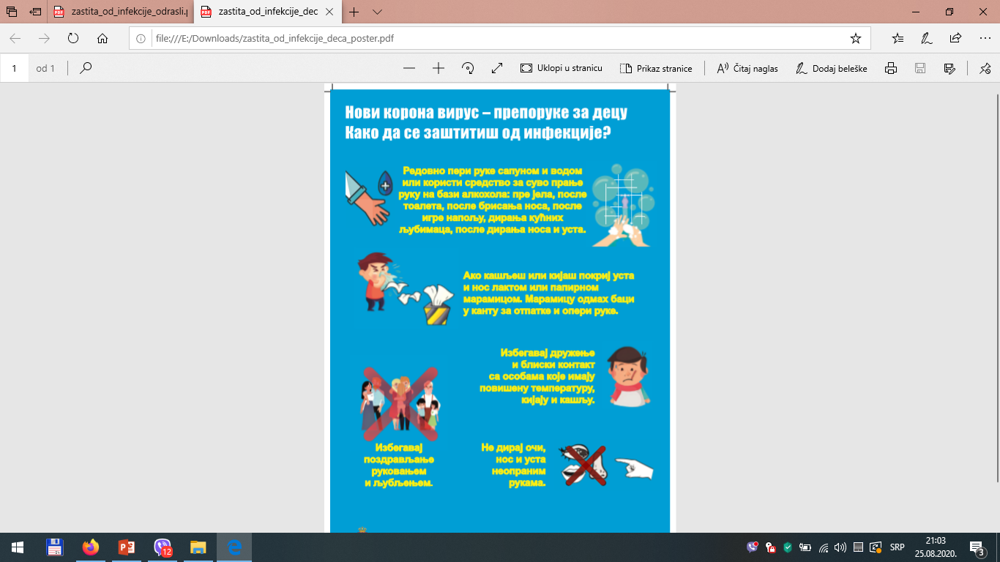 zastita_od_infekcije_odrasli.p
zastita_od_infekcije_dec
file:///E:/Downloads/zastita_od_infekcije_deca_poster.pdf
1 od 1
Uklopi u stranicu
Prikaz stranice
Čitaj naglas
Dodaj beleške
Нови корона вирус – препоруке за децу
Како да се заштитиш од инфекције?
Редовно пери руке сапуном и водом
или користи средство за суво прање
руку на бази алкохола: пре јела, после
тоалета, после брисања носа, после
игре напољу, дирања кућних
љубимаца, после дирања носа и уста.
Ако кашљеш или кијаш покриј уста
и нос лактом или папирном
марамицом. Марамицу одмах баци
у канту за отпатке и опери руке.
Избегавај дружење
и блиски контакт
са особама које имају
повишену температуру,
кијају и кашљу.
Избегавај
поздрављање
руковањем
и љубљењем.
Не дирај очи,
нос и уста
неопраним
рукама.
12
SRP
21:03
25.08.2020.
3